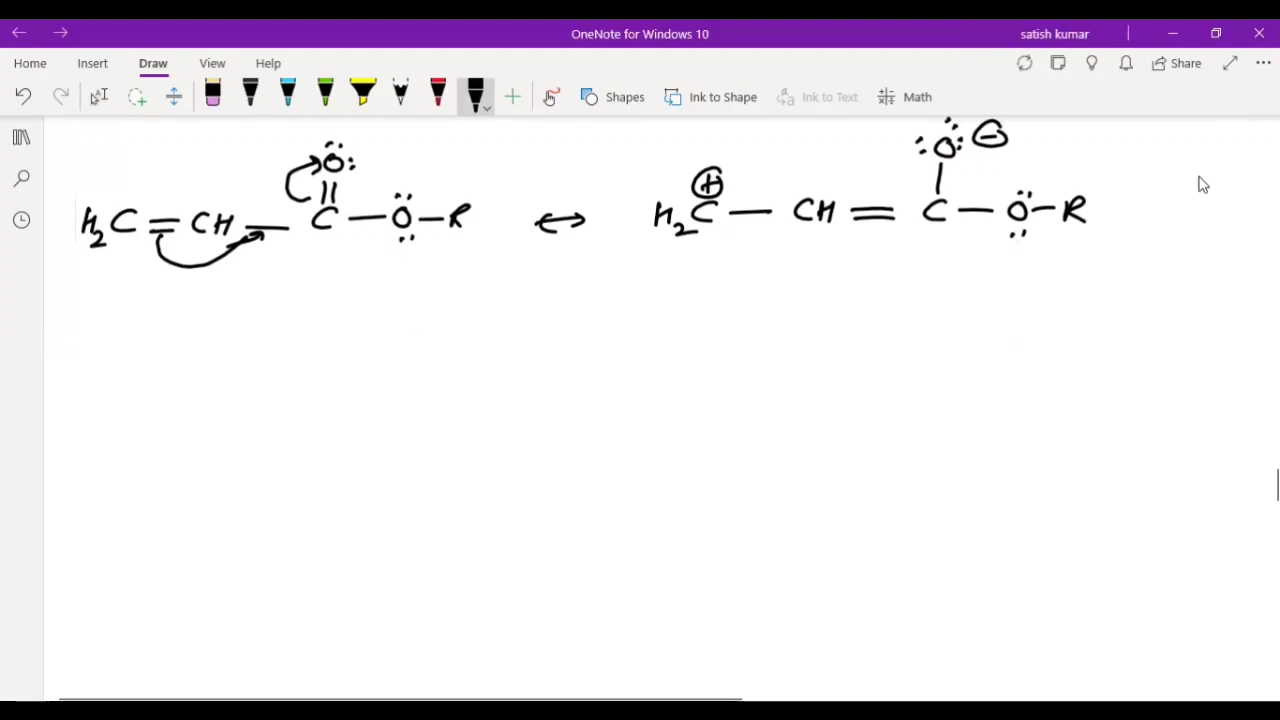 OneNote for Windows 10
satish kumar
Home Insert Draw View Help
Share
Shapes Ink to Shape Ink to Text Math
Ö: ‖ H₂C = CH — C — Ö — R ↔ H₂C⊕ — CH = C — Ö — R :Ö: ⊖